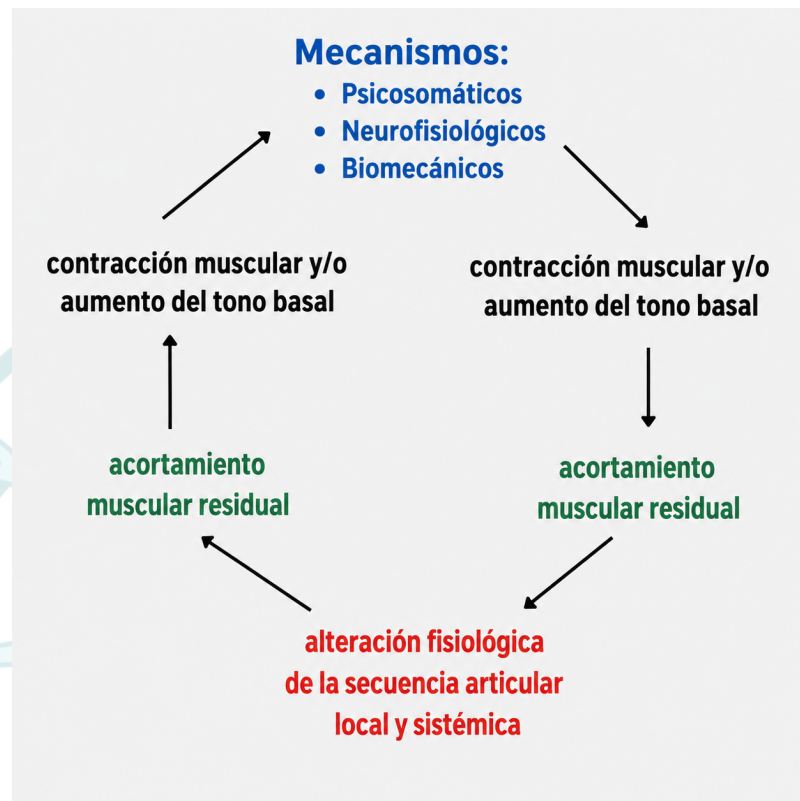 Mecanismos:
• Psicosomáticos
• Neurofisiológicos
• Biomecánicos
contracción muscular y/o
aumento del tono basal
contracción muscular y/o
aumento del tono basal
acortamiento
muscular residual
acortamiento
muscular residual
alteración fisiológica
de la secuencia articular
local y sistémica